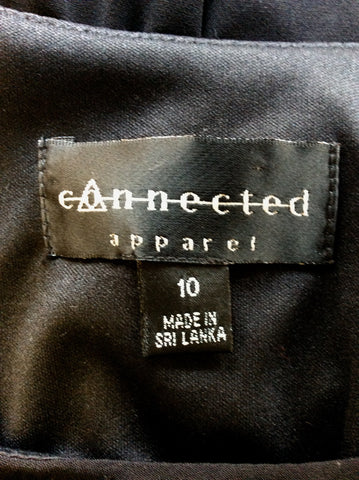 connected
apparel
10
MADE IN
SRI LANKA